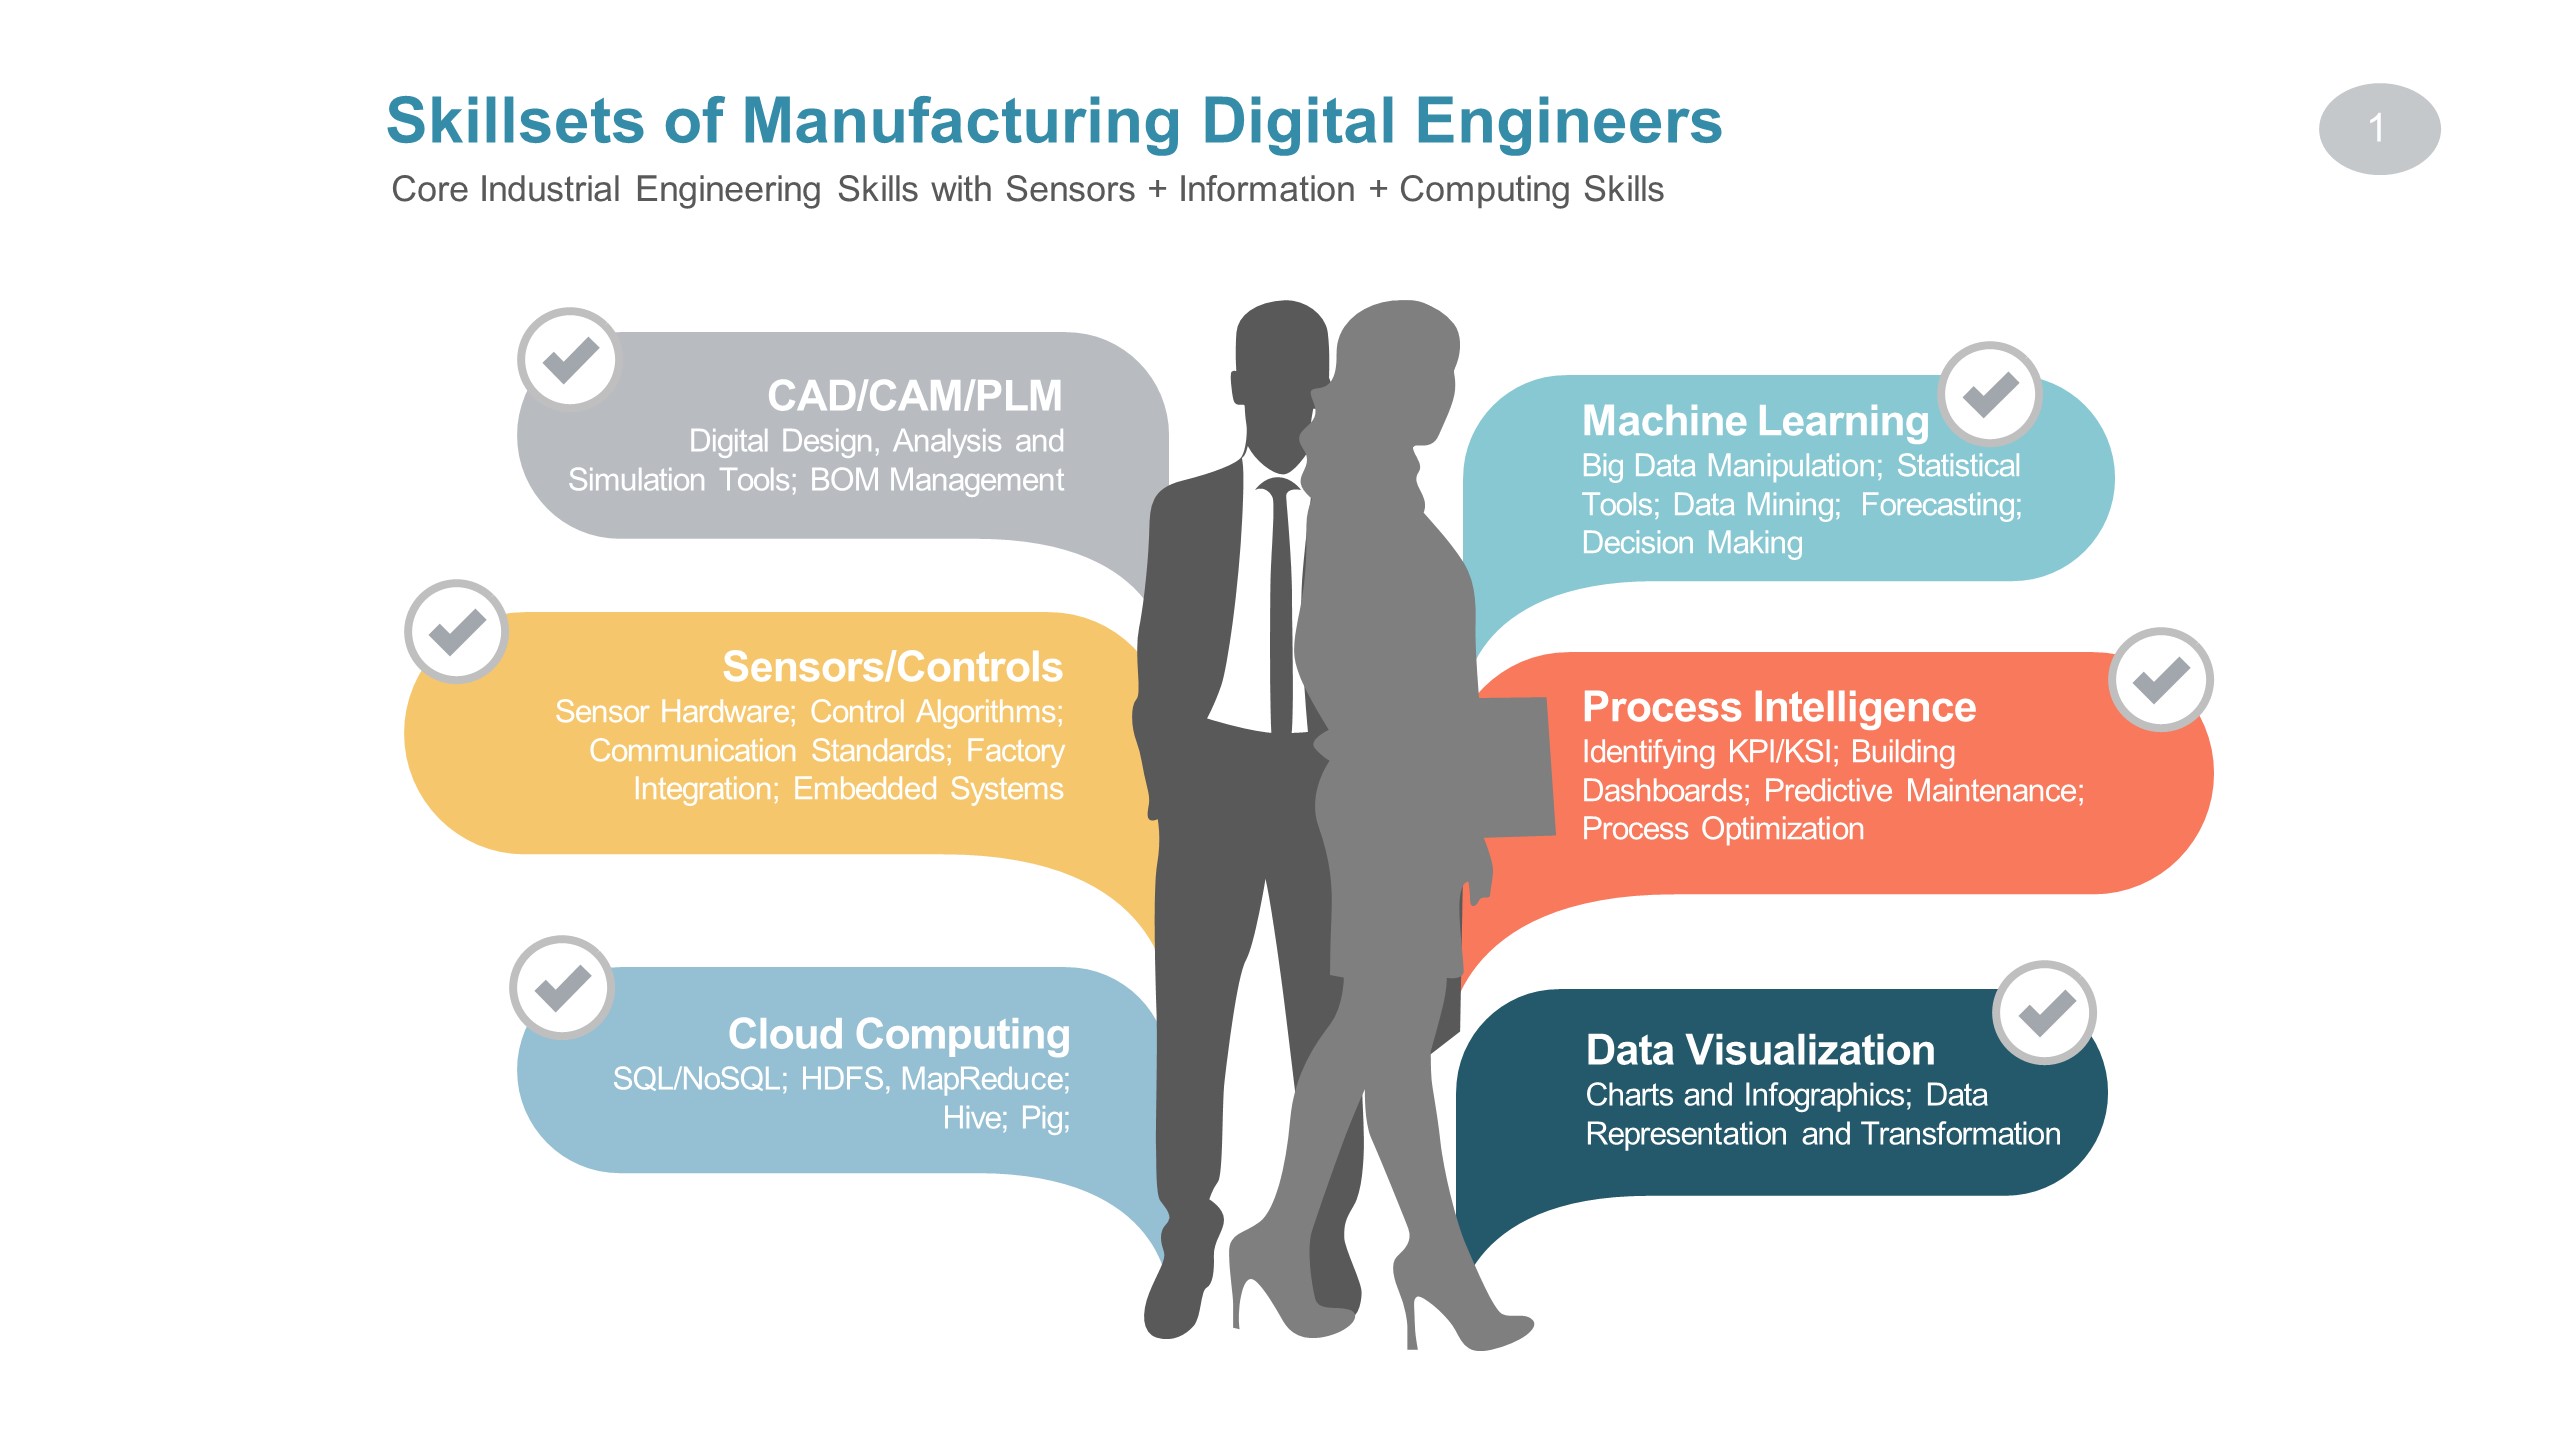 Skillsets of Manufacturing Digital Engineers
1
Core Industrial Engineering Skills with Sensors + Information + Computing Skills
CAD/CAM/PLM
Digital Design, Analysis and
Simulation Tools; BOM Management
Sensors/Controls
Sensor Hardware; Control Algorithms;
Communication Standards; Factory
Integration; Embedded Systems
Cloud Computing
SQL/NoSQL; HDFS, MapReduce;
Hive; Pig;
Machine Learning
Big Data Manipulation; Statistical
Tools; Data Mining; Forecasting;
Decision Making
Process Intelligence
Identifying KPI/KSI; Building
Dashboards; Predictive Maintenance;
Process Optimization
Data Visualization
Charts and Infographics; Data
Representation and Transformation